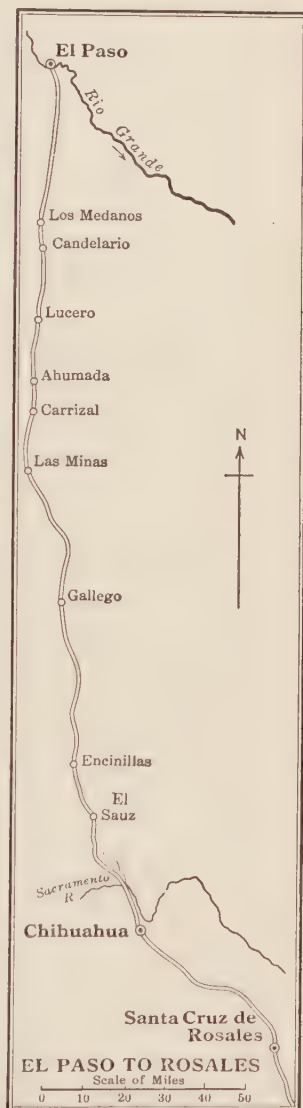 El Paso
Rio Grande
Los Medanos
Candelario
Lucero
Ahumada
Carrizal
N
Las Minas
Gallego
Encinillas
El
Sauz
Sacramento
R
Chihuahua
Santa Cruz de
Rosales
EL PASO TO ROSALES
Scale of Miles
0 10 20 30 40 50